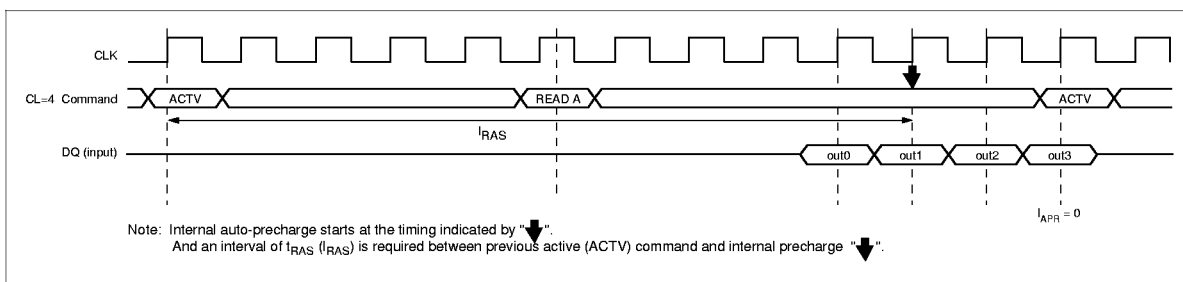 CLK
CL=4 Command ACTV READ A ACTV
lRAS
DQ (input) out0 out1 out2 out3
lAPR = 0
Note: Internal auto-precharge starts at the timing indicated by " ".
And an interval of tRAS (lRAS) is required between previous active (ACTV) command and internal precharge " ".